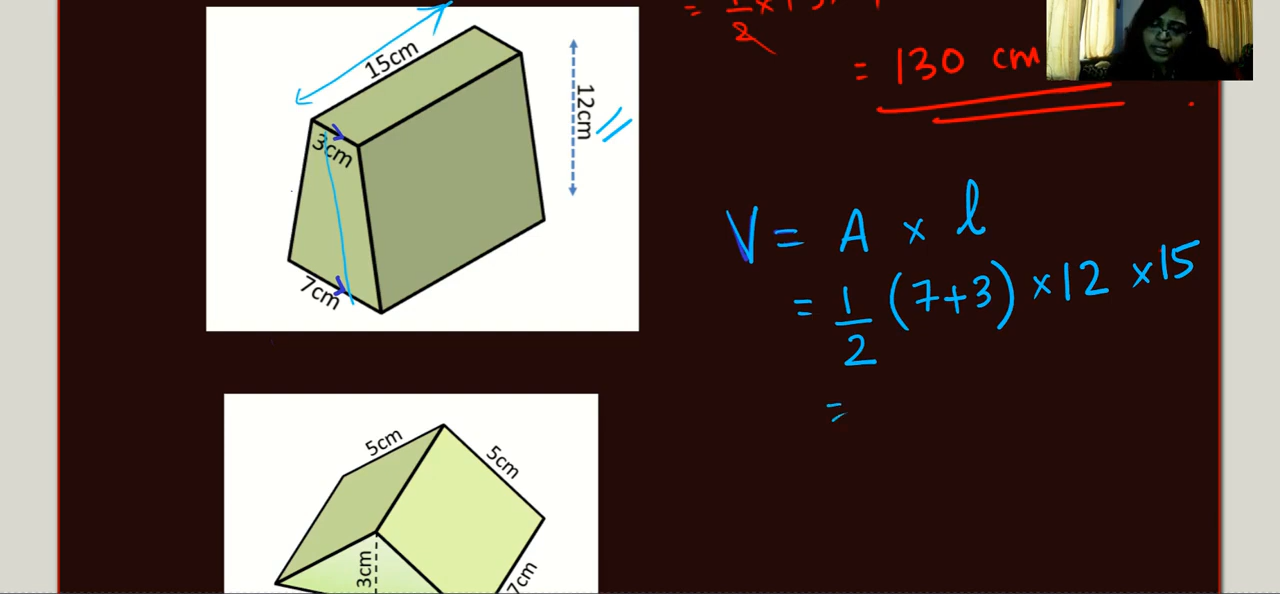 15cm
3cm
12cm
7cm
= 130 cm
V = A × l
= 1/2 (7+3) × 12 × 15
=
5cm
5cm
3cm
7cm